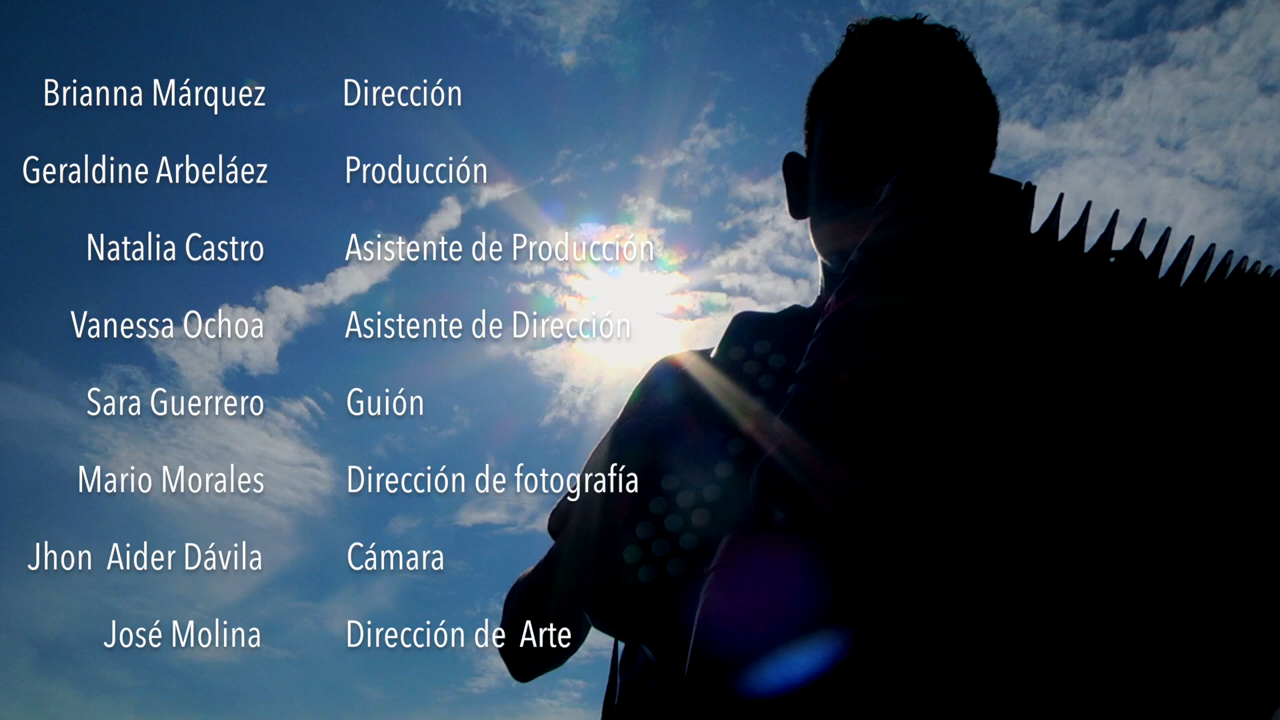 Brianna Márquez Dirección
Geraldine Arbeláez Producción
Natalia Castro Asistente de Producción
Vanessa Ochoa Asistente de Dirección
Sara Guerrero Guión
Mario Morales Dirección de fotografía
Jhon Aider Dávila Cámara
José Molina Dirección de Arte